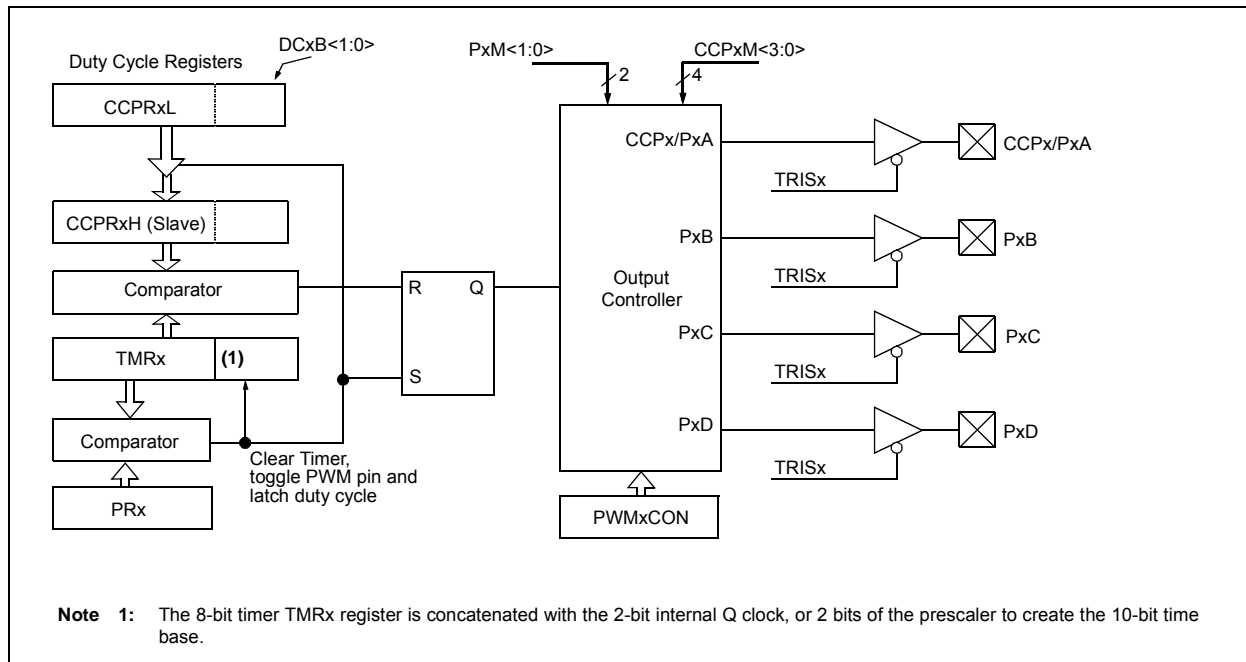 DCxB<1:0>
Duty Cycle Registers
CCPRxL
CCPRxH (Slave)
Comparator
TMRx
(1)
Comparator
PRx
Clear Timer,
toggle PWM pin and
latch duty cycle
R
Q
S
PxM<1:0>
2
CCPxM<3:0>
4
CCPx/PxA
PxB
Output
Controller
PxC
PxD
PWMxCON
TRISx
CCPx/PxA
TRISx
PxB
TRISx
PxC
TRISx
PxD
Note 1: The 8-bit timer TMRx register is concatenated with the 2-bit internal Q clock, or 2 bits of the prescaler to create the 10-bit time
base.